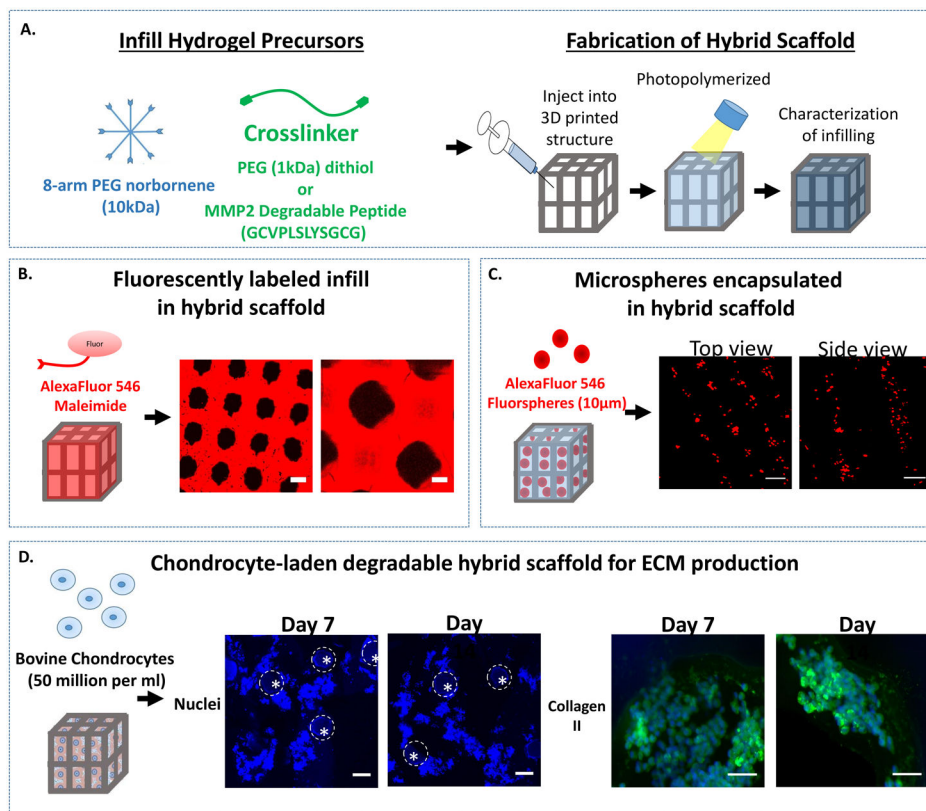 A.
Infill Hydrogel Precursors
8-arm PEG norbornene
(10kDa)
Crosslinker
PEG (1kDa) dithiol
or
MMP2 Degradable Peptide
(GCVPLSLYSGCG)
Fabrication of Hybrid Scaffold
Inject into
3D printed
structure
Photopolymerized
Characterization
of infilling
B.
Fluorescently labeled infill
in hybrid scaffold
Fluor
AlexaFluor 546
Maleimide
C.
Microspheres encapsulated
in hybrid scaffold
AlexaFluor 546
Fluorspheres (10µm)
Top view
Side view
D.
Chondrocyte-laden degradable hybrid scaffold for ECM production
Bovine Chondrocytes
(50 million per ml)
Nuclei
Day 7
*
*
*
*
Day
*
*
*
Collagen
II
Day 7
Day